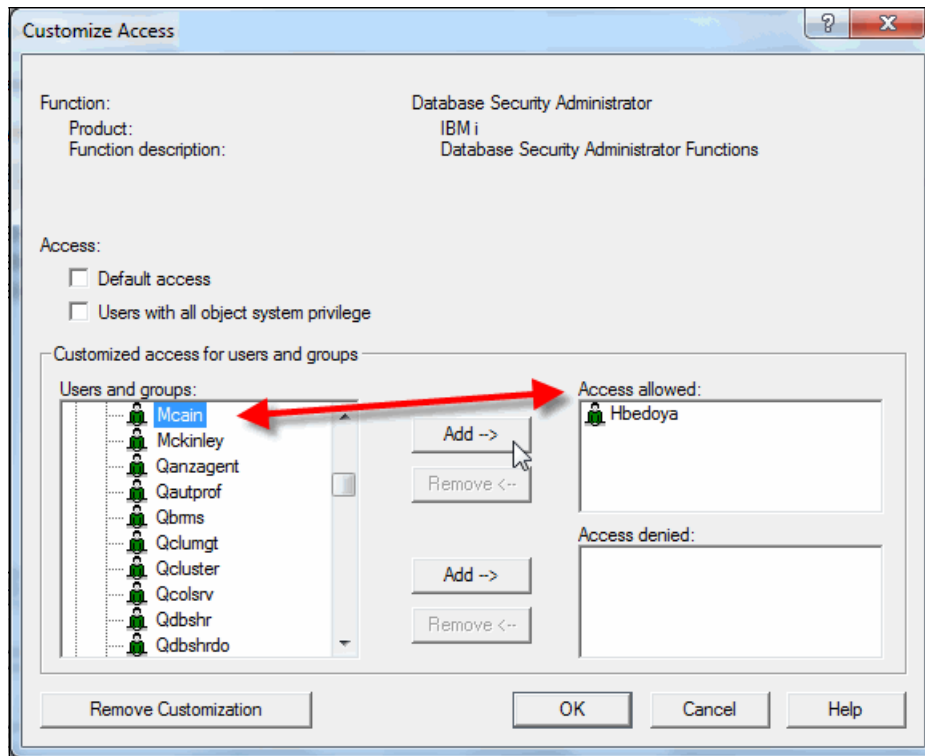 Customize Access
Function: Database Security Administrator
Product: IBM i
Function description: Database Security Administrator Functions
Access:
Default access
Users with all object system privilege
Customized access for users and groups
Users and groups:
Mcain
Mckinley
Qanzagent
Qautprof
Qbrms
Qclumgt
Qcluster
Qcolsrv
Qdbshr
Qdbshrdo
Add -->
Remove <--
Add -->
Remove <--
Access allowed:
Hbedoya
Access denied:
Remove Customization
OK
Cancel
Help